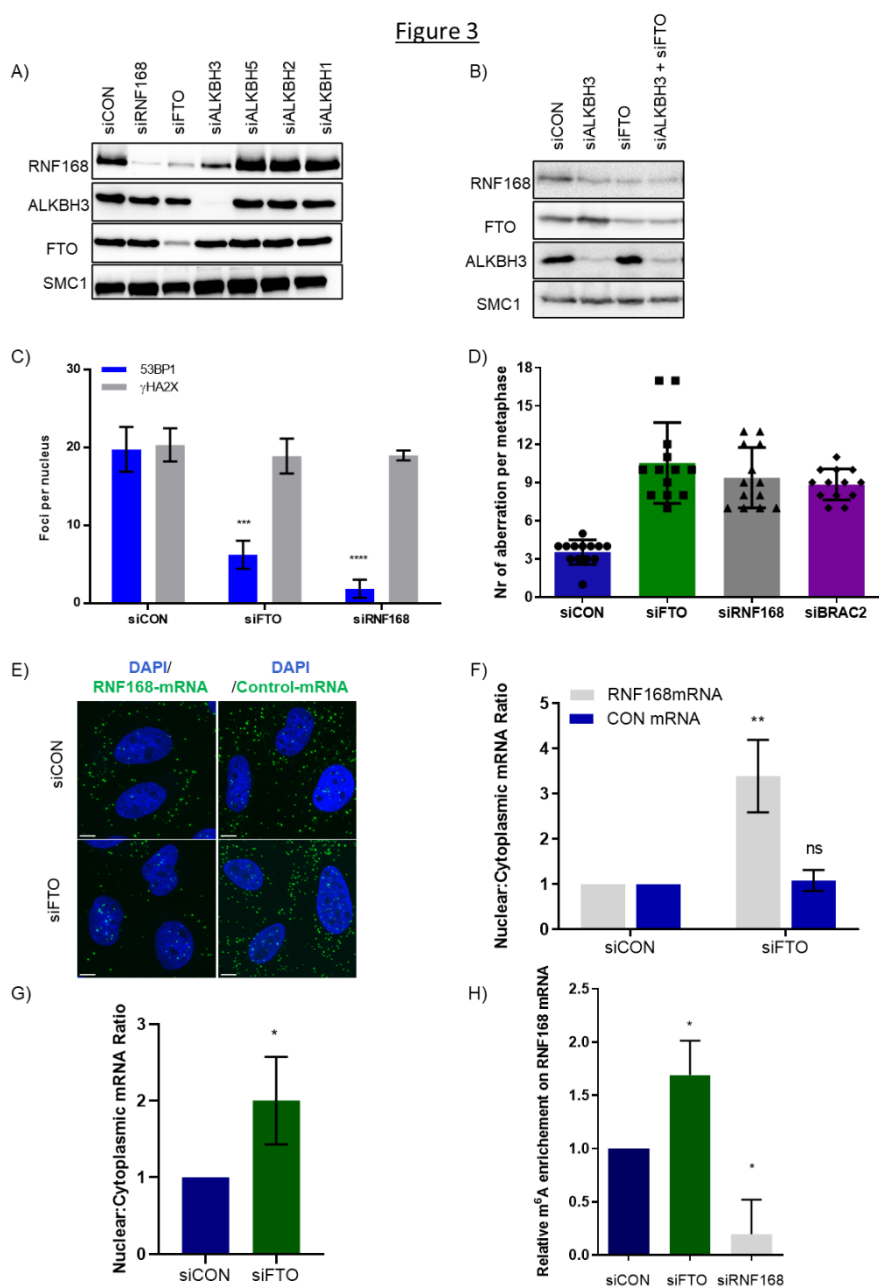 Figure 3
A)
siCON
siRNF168
siFTO
siALKBH3
siALKBH5
siALKBH2
siALKBH1
RNF168
ALKBH3
FTO
SMC1
B)
siCON
siALKBH3
siFTO
siALKBH3 + siFTO
RNF168
FTO
ALKBH3
SMC1
C)
53BP1
γHA2X
Foci per nucleus
30
20
10
0
***
****
siCON
siFTO
siRNF168
D)
Nr of aberration per metaphase
18
15
12
9
6
3
0
siCON
siFTO
siRNF168
siBRAC2
E)
DAPI/
RNF168-mRNA
DAPI
/Control-mRNA
siCON
siFTO
F)
RNF168mRNA
CON mRNA
Nuclear:Cytoplasmic mRNA Ratio
5
4
3
2
1
0
**
ns
siCON
siFTO
G)
Nuclear:Cytoplasmic mRNA Ratio
3
2
1
0
*
siCON
siFTO
H)
Relative m⁶A enrichement on RNF168 mRNA
2.5
2.0
1.5
1.0
0.5
0.0
*
*
siCON
siFTO
siRNF168